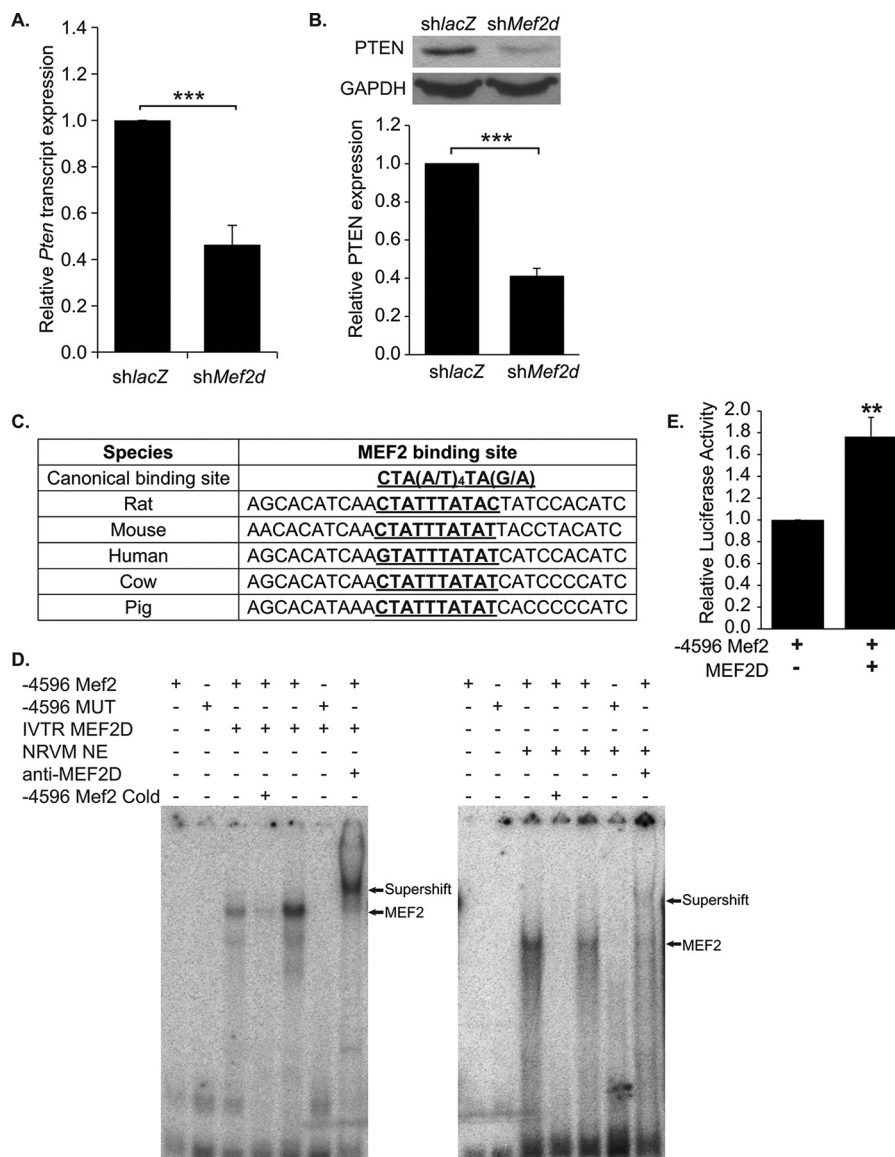 A.
Relative Pten transcript expression
1.4
1.2
1.0
0.8
0.6
0.4
0.2
0.0
***
shlacZ shMef2d
B.
shlacZ shMef2d
PTEN
GAPDH
Relative PTEN expression
1.2
1.0
0.8
0.6
0.4
0.2
0.0
***
shlacZ shMef2d
C.
Species MEF2 binding site
Canonical binding site CTA(A/T)₄TA(G/A)
Rat AGCACATCAACTATTTATACTATCCACATC
Mouse AACACATCAACTATTTATATTACCTACATC
Human AGCACATCAAGTATTTATATCATCCACATC
Cow AGCACATCAACTATTTATATCATCCCCATC
Pig AGCACATAAACTATTTATATCACCCCCATC
E.
Relative Luciferase Activity
2.0
1.8
1.6
1.4
1.2
1.0
0.8
0.6
0.4
0.2
0.0
**
-4596 Mef2 + +
MEF2D - +
D.
-4596 Mef2 + - + + + - + + - + + + - +
-4596 MUT - + - - - + - - + - - - + -
IVTR MEF2D - - + + + + + - - - - - - -
NRVM NE - - - - - - - - - + + + + +
anti-MEF2D - - - - - - + - - - - - - +
-4596 Mef2 Cold - - - + - - - - - - + - - -
Supershift
MEF2
Supershift
MEF2